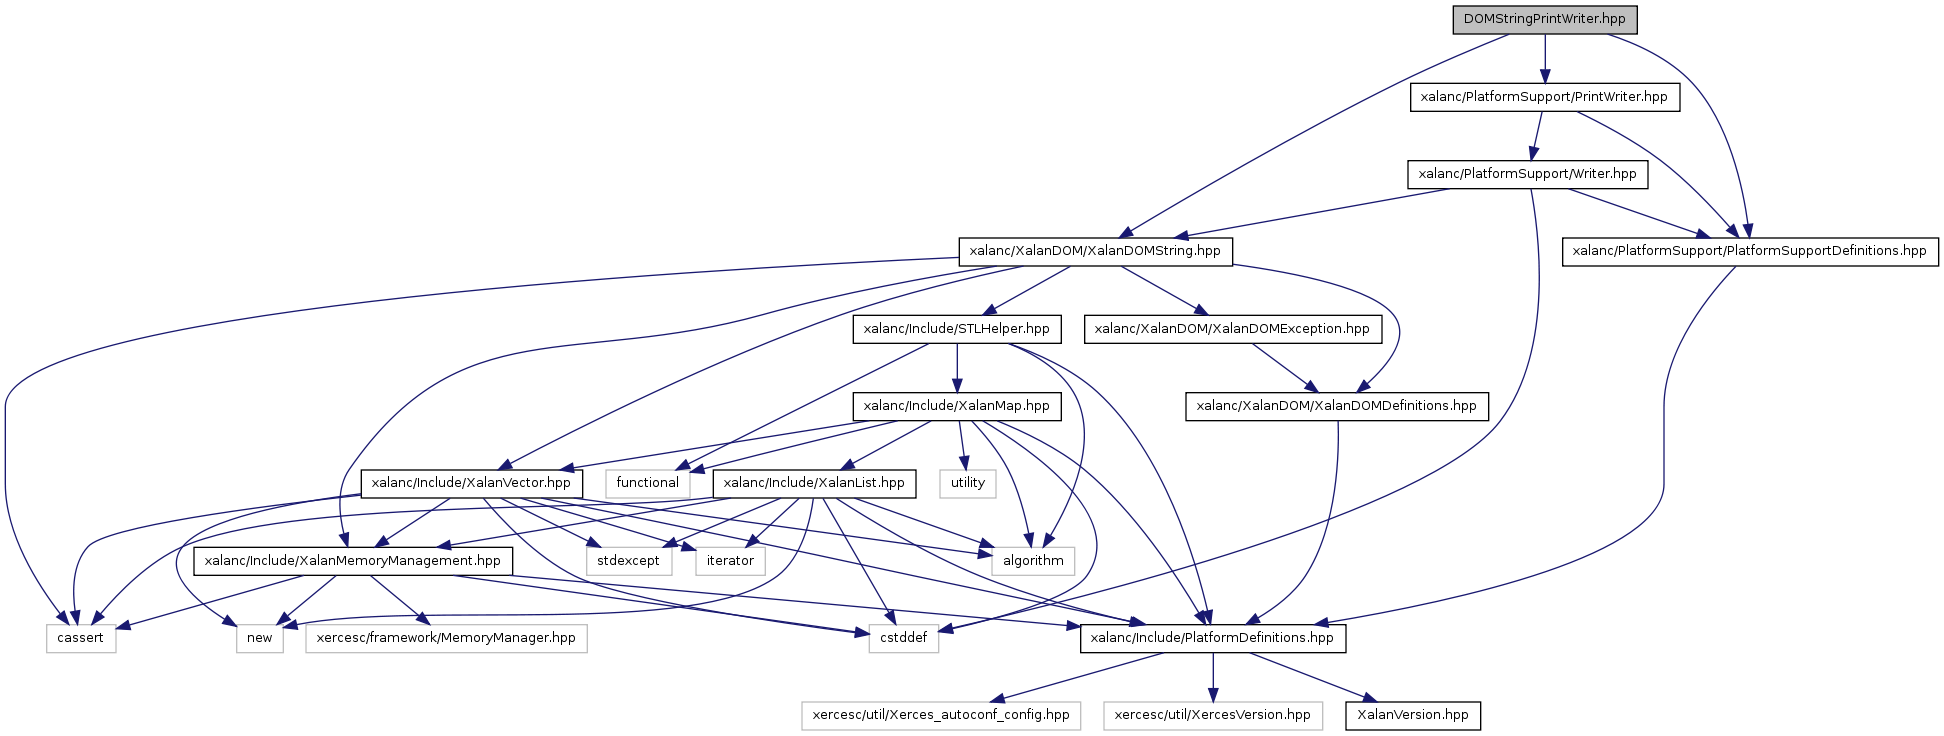 DOMStringPrintWriter.hpp
xalanc/PlatformSupport/PrintWriter.hpp
xalanc/PlatformSupport/Writer.hpp
xalanc/XalanDOM/XalanDOMString.hpp
xalanc/PlatformSupport/PlatformSupportDefinitions.hpp
xalanc/Include/STLHelper.hpp
xalanc/XalanDOM/XalanDOMException.hpp
xalanc/Include/XalanMap.hpp
xalanc/XalanDOM/XalanDOMDefinitions.hpp
xalanc/Include/XalanVector.hpp
functional
xalanc/Include/XalanList.hpp
utility
xalanc/Include/XalanMemoryManagement.hpp
stdexcept
iterator
algorithm
cassert
new
xercesc/framework/MemoryManager.hpp
cstddef
xalanc/Include/PlatformDefinitions.hpp
xercesc/util/Xerces_autoconf_config.hpp
xercesc/util/XercesVersion.hpp
XalanVersion.hpp